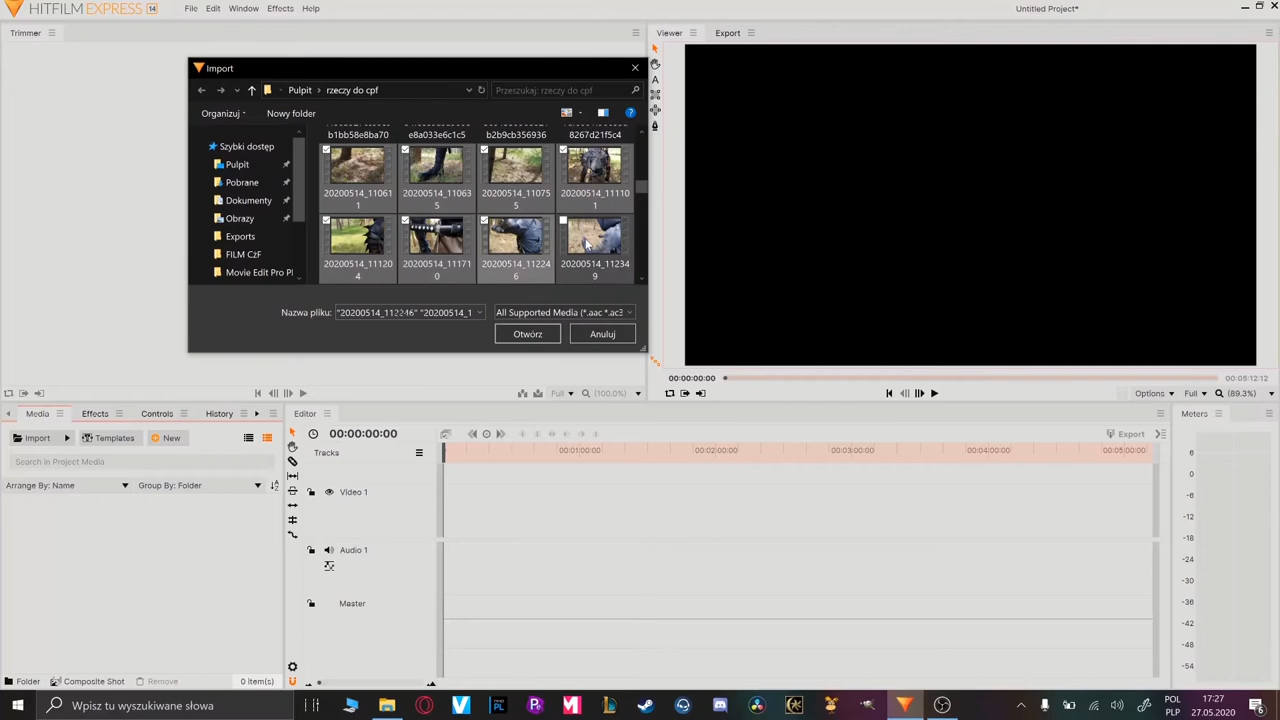 HITFILM EXPRESS 14 File Edit Window Effects Help Untitled Project*
Trimmer Viewer Export
Import
Pulpit › rzeczy do cpf Przeszukaj: rzeczy do cpf
Organizuj Nowy folder
b1bb58e8ba70 e8a033e6c1c5 b2b9cb356936 8267d21f5c4
Szybki dostęp
Pulpit
Pobrane
Dokumenty
Obrazy
Exports
FILM CzF
Movie Edit Pro Pl
20200514_11061 20200514_11063 20200514_11075 20200514_11110
1 5 5 1
20200514_11120 20200514_11171 20200514_11224 20200514_11234
4 0 6 9
Nazwa pliku: "20200514_112246" "20200514_1 All Supported Media (*.aac *.ac3
Otwórz Anuluj
00:00:00:00 00:05:12:12
Full (100.0%) Options Full (89.3%)
Media Effects Controls History Editor Meters
Import Templates New 00:00:00:00 Export
Search in Project Media Tracks 00:01:00:00 00:02:00:00 00:03:00:00 00:04:00:00 00:05:00:00
Arrange By: Name Group By: Folder
Video 1
Audio 1
Master
6
-6
-12
-18
-24
-30
-36
-42
-48
-54
Folder Composite Shot Remove 0 item(s)
Wpisz tu wyszukiwane słowa
POL 17:27
PLP 27.05.2020
6